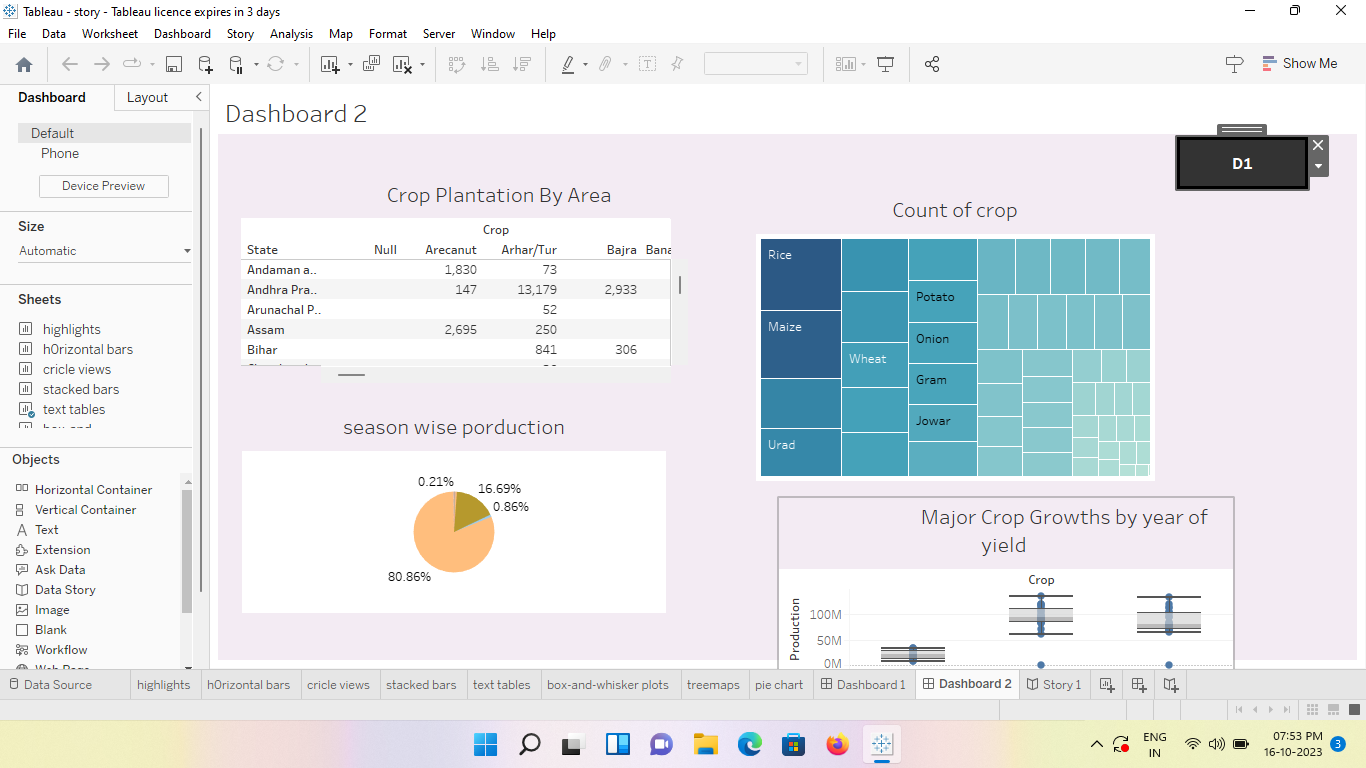 Tableau - story - Tableau licence expires in 3 days
File Data Worksheet Dashboard Story Analysis Map Format Server Window Help
Show Me
Dashboard Layout
Default
Phone
Device Preview
Size
Automatic
Sheets
highlights
h0rizontal bars
cricle views
stacked bars
text tables
Objects
Horizontal Container
Vertical Container
Text
Extension
Ask Data
Data Story
Image
Blank
Workflow
Dashboard 2
D1
Crop Plantation By Area
Crop
State Null Arecanut Arhar/Tur Bajra Bana
Andaman a.. 1,830 73
Andhra Pra.. 147 13,179 2,933
Arunachal P.. 52
Assam 2,695 250
Bihar 841 306
season wise porduction
0.21%
16.69%
0.86%
80.86%
Count of crop
Rice
Maize
Urad
Wheat
Potato
Onion
Gram
Jowar
Major Crop Growths by year of
yield
Crop
Production
100M
50M
0M
Data Source highlights h0rizontal bars cricle views stacked bars text tables box-and-whisker plots treemaps pie chart Dashboard 1 Dashboard 2 Story 1
ENG
IN
07:53 PM
16-10-2023
3